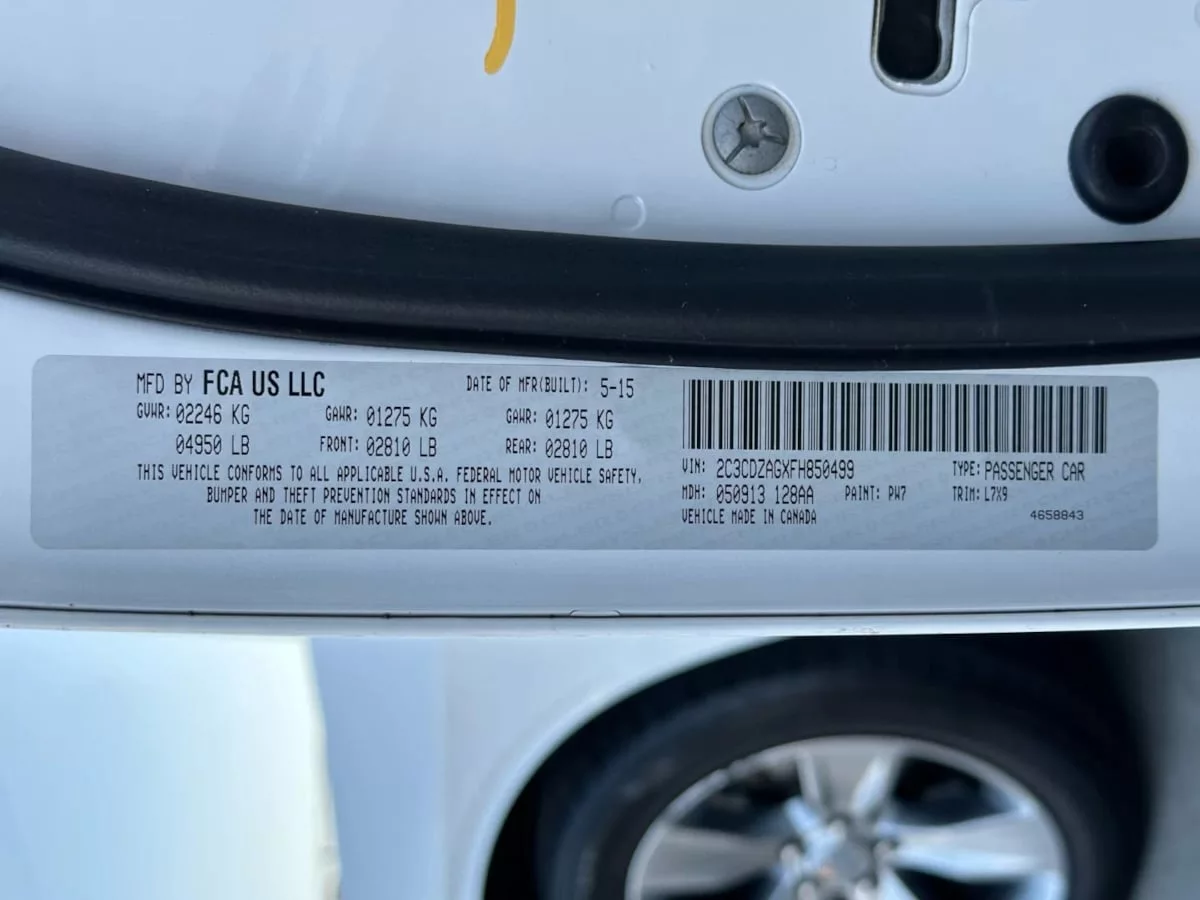 MFD BY FCA US LLC DATE OF MFR(BUILT): 5-15
GVWR: 02246 KG GAWR: 01275 KG GAWR: 01275 KG
04950 LB FRONT: 02810 LB REAR: 02810 LB
THIS VEHICLE CONFORMS TO ALL APPLICABLE U.S.A. FEDERAL MOTOR VEHICLE SAFETY,
BUMPER AND THEFT PREVENTION STANDARDS IN EFFECT ON
THE DATE OF MANUFACTURE SHOWN ABOVE.
VIN: 2C3CDZAGXFH850499 TYPE: PASSENGER CAR
MDH: 050913 128AA PAINT: PW7 TRIM: L7X9
VEHICLE MADE IN CANADA 4658843